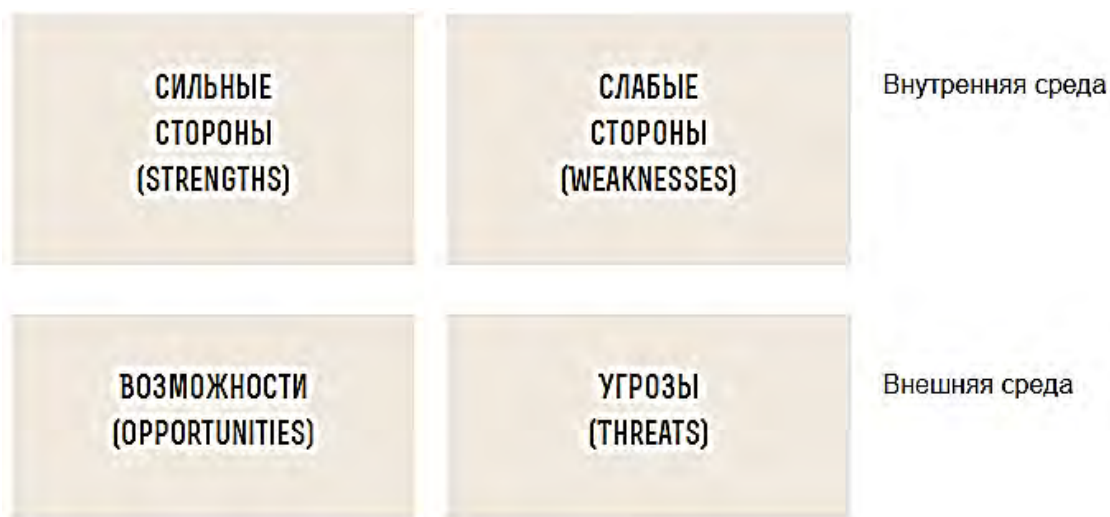 СИЛЬНЫЕ
СТОРОНЫ
(STRENGTHS)
СЛАБЫЕ
СТОРОНЫ
(WEAKNESSES)
Внутренняя среда
ВОЗМОЖНОСТИ
(OPPORTUNITIES)
УГРОЗЫ
(THREATS)
Внешняя среда